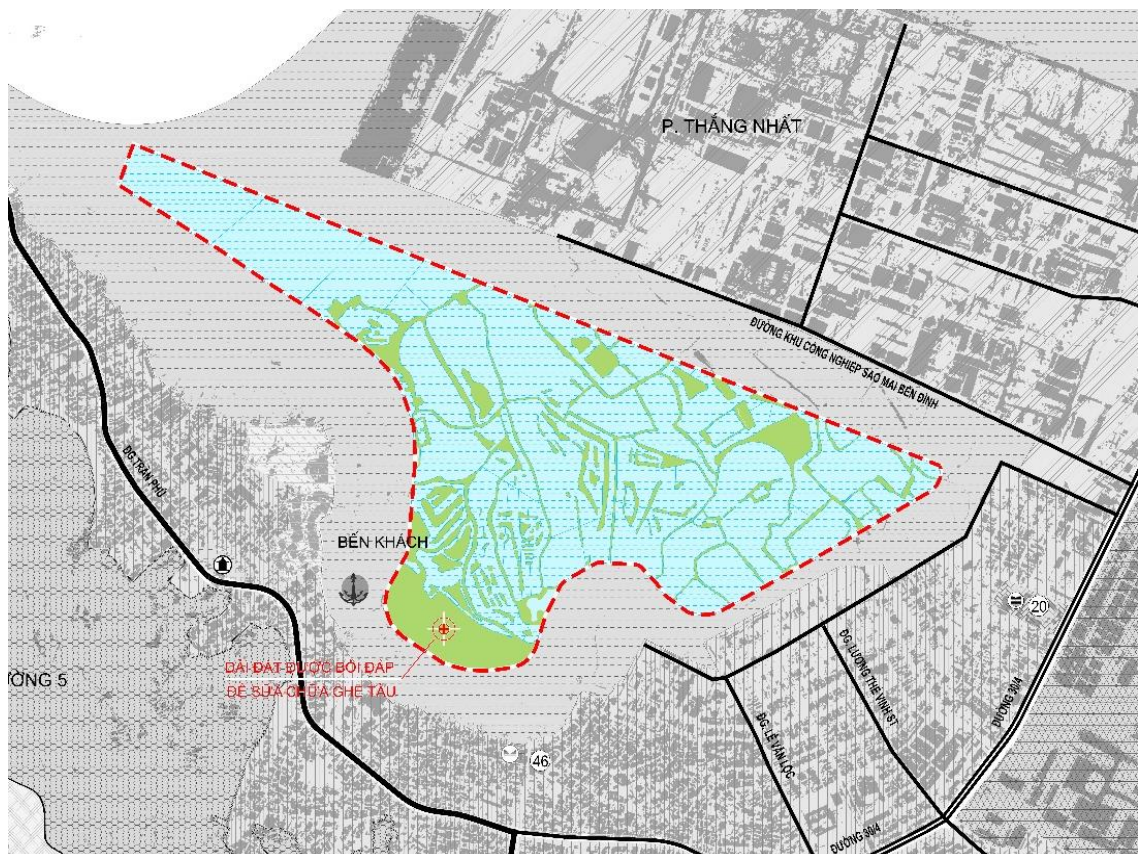 P. THẮNG NHẤT
ĐƯỜNG KHU CÔNG NGHIỆP SAO MAI BẾN ĐÌNH
ĐG.TRẦN PHÚ
BẾN KHÁCH
20
DẢI ĐẤT ĐƯỢC BỒI ĐẮP
ĐỂ SỬA CHỮA GHE TÀU
ƯỜNG 5
ĐG. LƯƠNG THẾ VINH ST
ĐƯỜNG 30/4
ĐG. LÊ VĂN LỘC
46
ĐƯỜNG 30/4